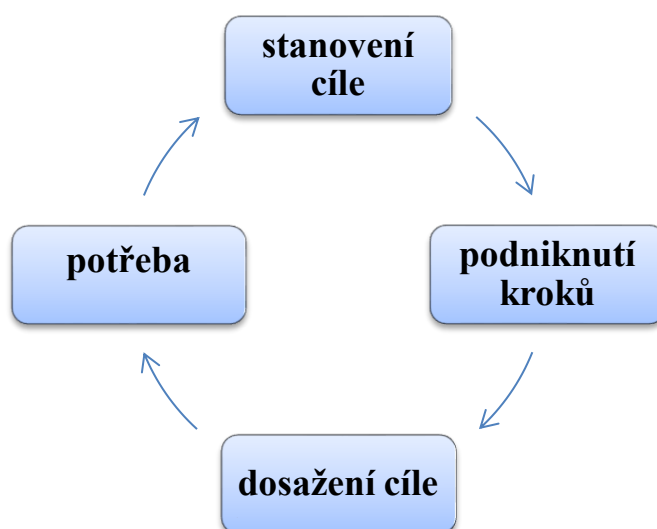 stanovení
cíle
potřeba
podniknutí
kroků
dosažení cíle